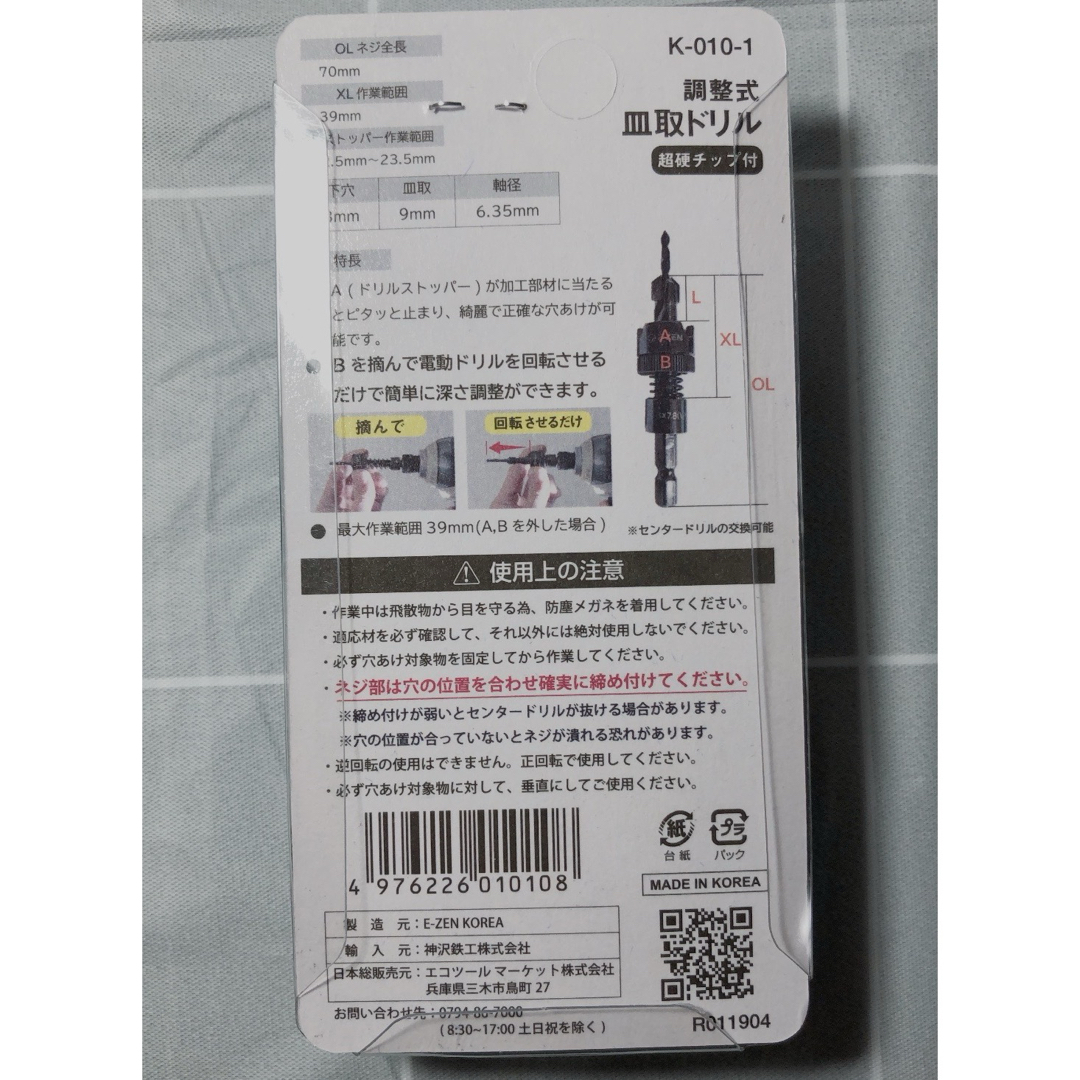 K-010-1
調整式
皿取ドリル
超硬チップ付
OL ネジ全長
70mm
XL 作業範囲
39mm
トッパー作業範囲
.5mm～23.5mm
下穴 皿取 軸径
3mm 9mm 6.35mm
特長
A ( ドリルストッパー ) が加工部材に当たる
とピタッと止まり、綺麗で正確な穴あけが可
能です。
● B を摘んで電動ドリルを回転させる
だけで簡単に深さ調整ができます。
摘んで
回転させるだけ
● 最大作業範囲 39mm(A,B を外した場合 )
L
A
B
XL
OL
※センタードリルの交換可能
使用上の注意
・作業中は飛散物から目を守る為、防塵メガネを着用してください。
・適応材を必ず確認して、それ以外には絶対使用しないでください。
・必ず穴あけ対象物を固定してから作業してください。
・ネジ部は穴の位置を合わせ確実に締め付けてください。
※締め付けが弱いとセンタードリルが抜ける場合があります。
※穴の位置が合っていないとネジが潰れる恐れがあります。
・逆回転の使用はできません。正回転で使用してください。
・必ず穴あけ対象物に対して、垂直にしてご使用ください。
4 976226 010108
紙
台紙
プラ
パック
MADE IN KOREA
製 造 元：E-ZEN KOREA
輸 入 元：神沢鉄工株式会社
日本総販売元：エコツール マーケット株式会社
兵庫県三木市鳥町 27
お問い合わせ先：0794-86-7000
( 8:30~17:00 土日祝を除く )
R011904